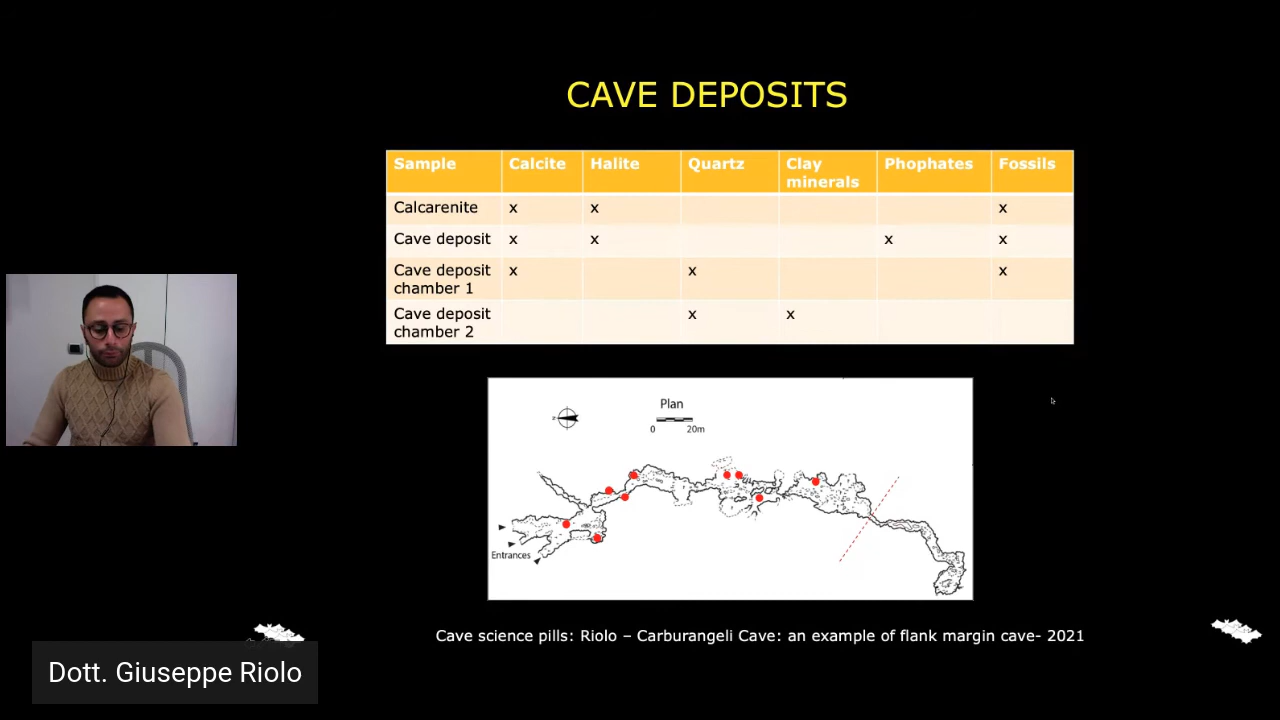 CAVE DEPOSITS
Sample Calcite Halite Quartz Clay minerals Phophates Fossils
Calcarenite x x x
Cave deposit x x x x
Cave deposit chamber 1 x x x
Cave deposit chamber 2 x x
Plan
0 20m
Entrances
Cave science pills: Riolo – Carburangeli Cave: an example of flank margin cave- 2021
Dott. Giuseppe Riolo